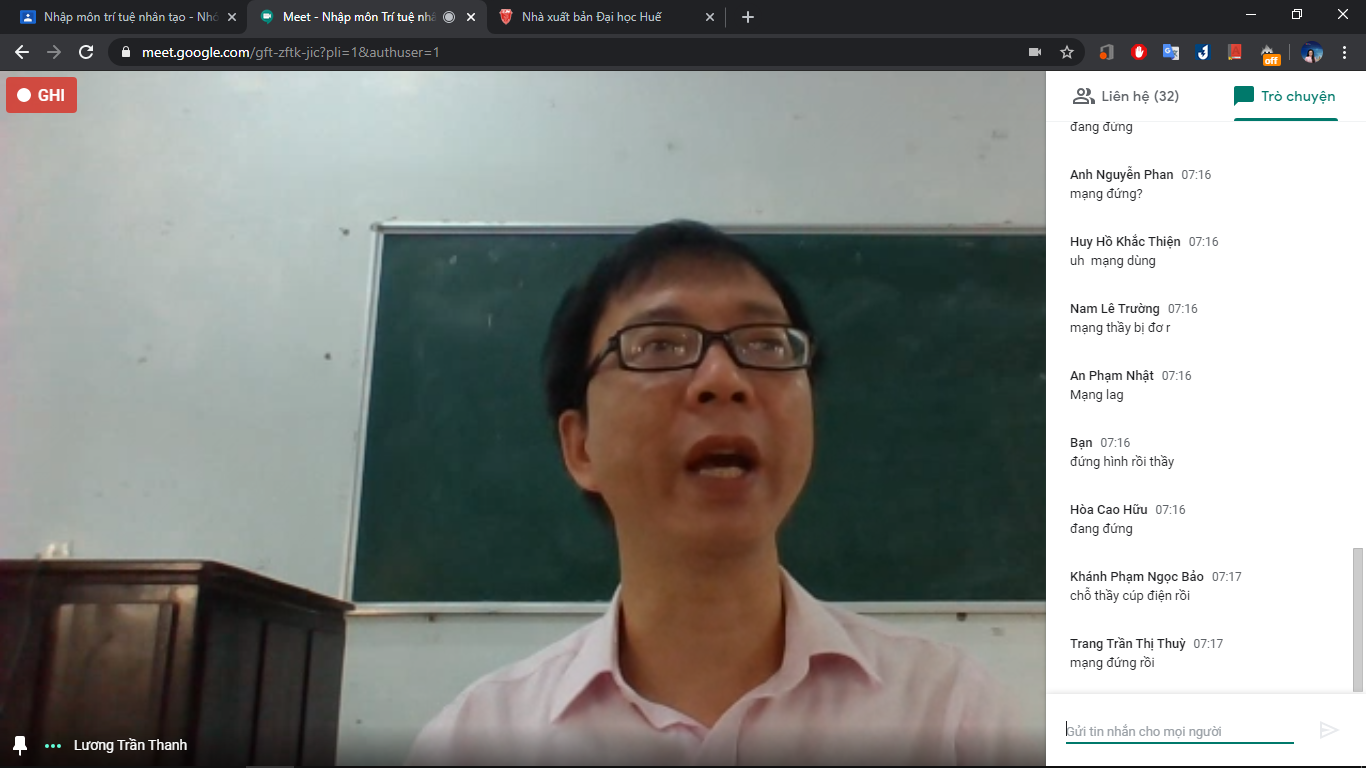 Nhập môn trí tuệ nhân tạo - Nhó
Meet - Nhập môn Trí tuệ nhâ
Nhà xuất bản Đại học Huế
meet.google.com/gft-zftk-jic?pli=1&authuser=1
off
GHI
Liên hệ (32)
Trò chuyện
đang đứng
Anh Nguyễn Phan 07:16
mạng đứng?
Huy Hồ Khắc Thiện 07:16
uh mạng dùng
Nam Lê Trường 07:16
mạng thầy bị đơ r
An Phạm Nhật 07:16
Mạng lag
Bạn 07:16
đứng hình rồi thầy
Hòa Cao Hữu 07:16
đang đứng
Khánh Phạm Ngọc Bảo 07:17
chỗ thầy cúp điện rồi
Trang Trần Thị Thuỳ 07:17
mạng đứng rồi
Gửi tin nhắn cho mọi người
Lương Trần Thanh